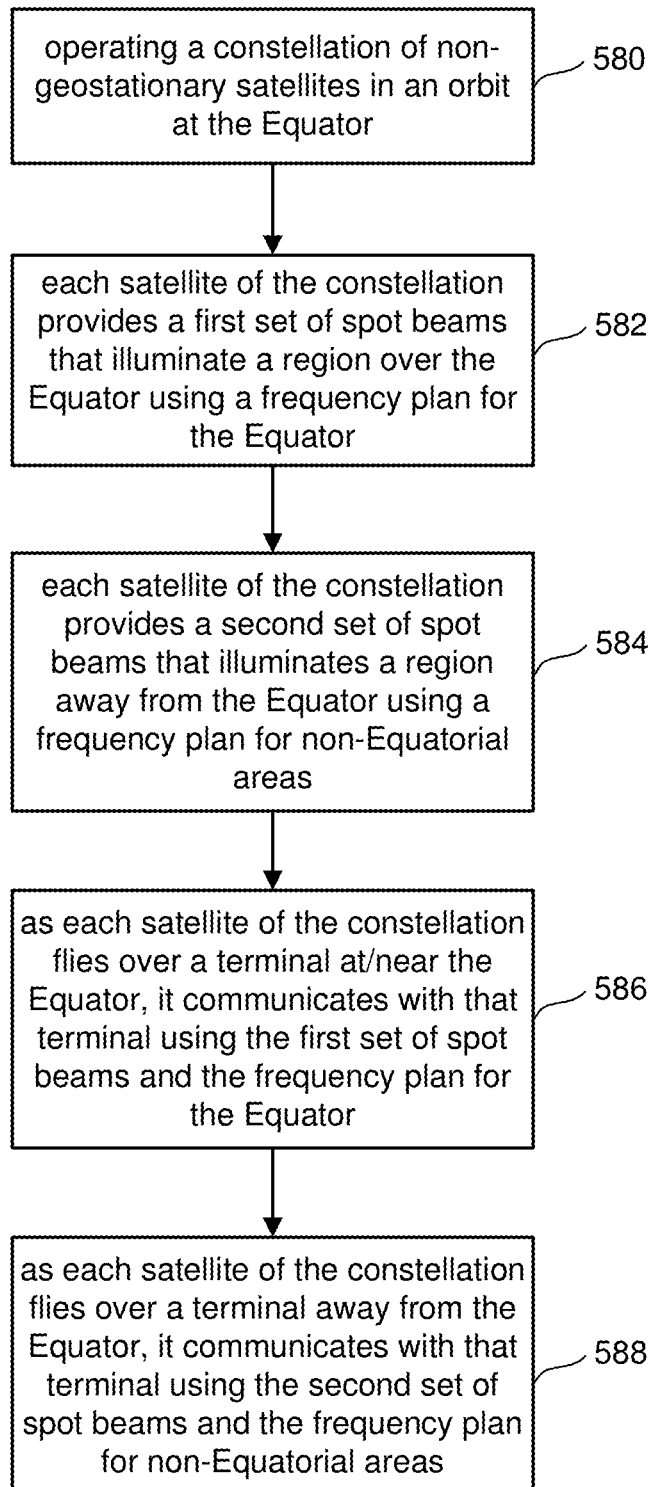 operating a constellation of non-
geostationary satellites in an orbit
at the Equator
580
each satellite of the constellation
provides a first set of spot beams
that illuminate a region over the
Equator using a frequency plan for
the Equator
582
each satellite of the constellation
provides a second set of spot
beams that illuminates a region
away from the Equator using a
frequency plan for non-Equatorial
areas
584
as each satellite of the constellation
flies over a terminal at/near the
Equator, it communicates with that
terminal using the first set of spot
beams and the frequency plan for
the Equator
586
as each satellite of the constellation
flies over a terminal away from the
Equator, it communicates with that
terminal using the second set of
spot beams and the frequency plan
for non-Equatorial areas
588